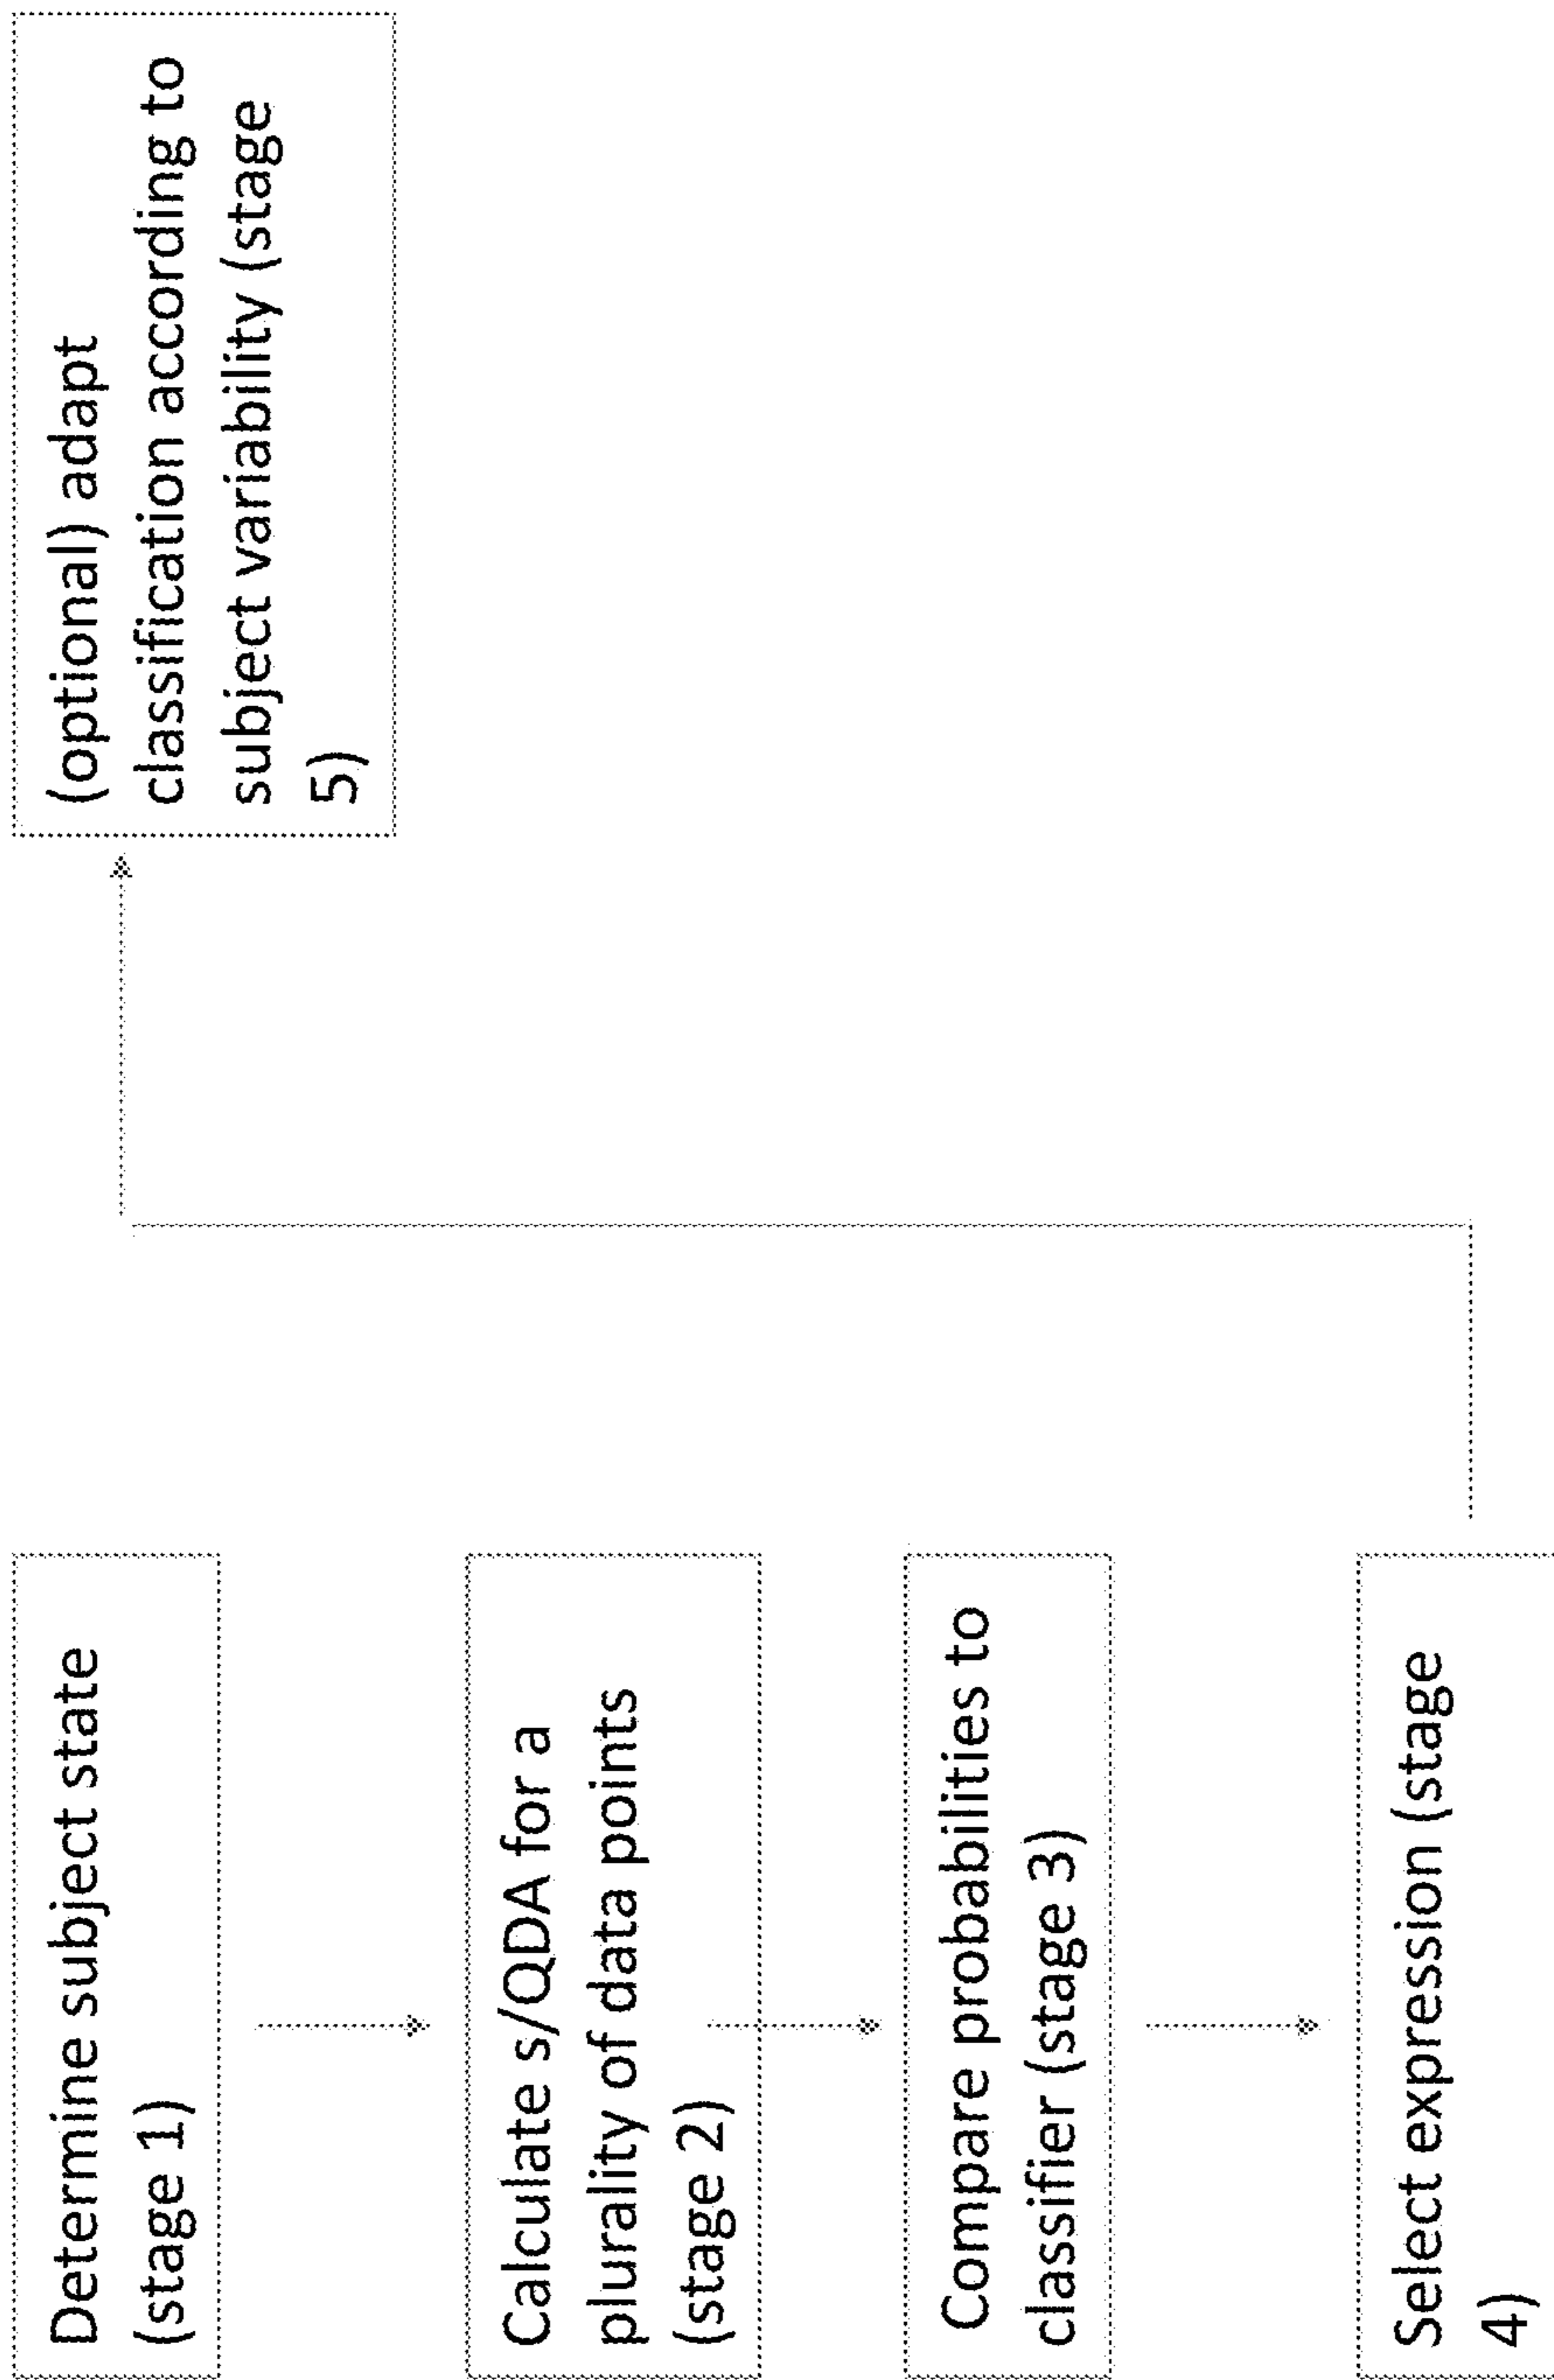 Determine subject state
(stage 1)
Calculate s/QDA for a
plurality of data points
(stage 2)
Compare probabilities to
classifier (stage 3)
Select expression (stage
4)
(optional) adapt
classification according to
subject variability (stage
5)